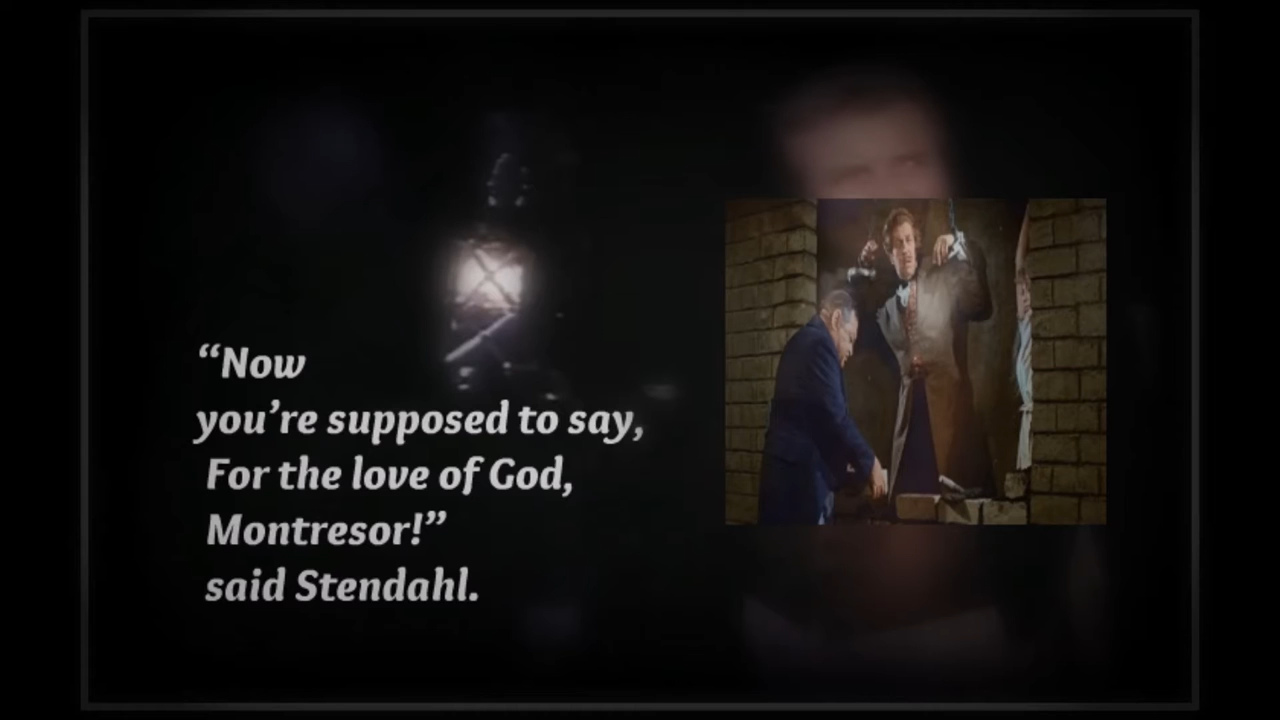 “Now
you’re supposed to say,
For the love of God,
Montresor!”
said Stendahl.